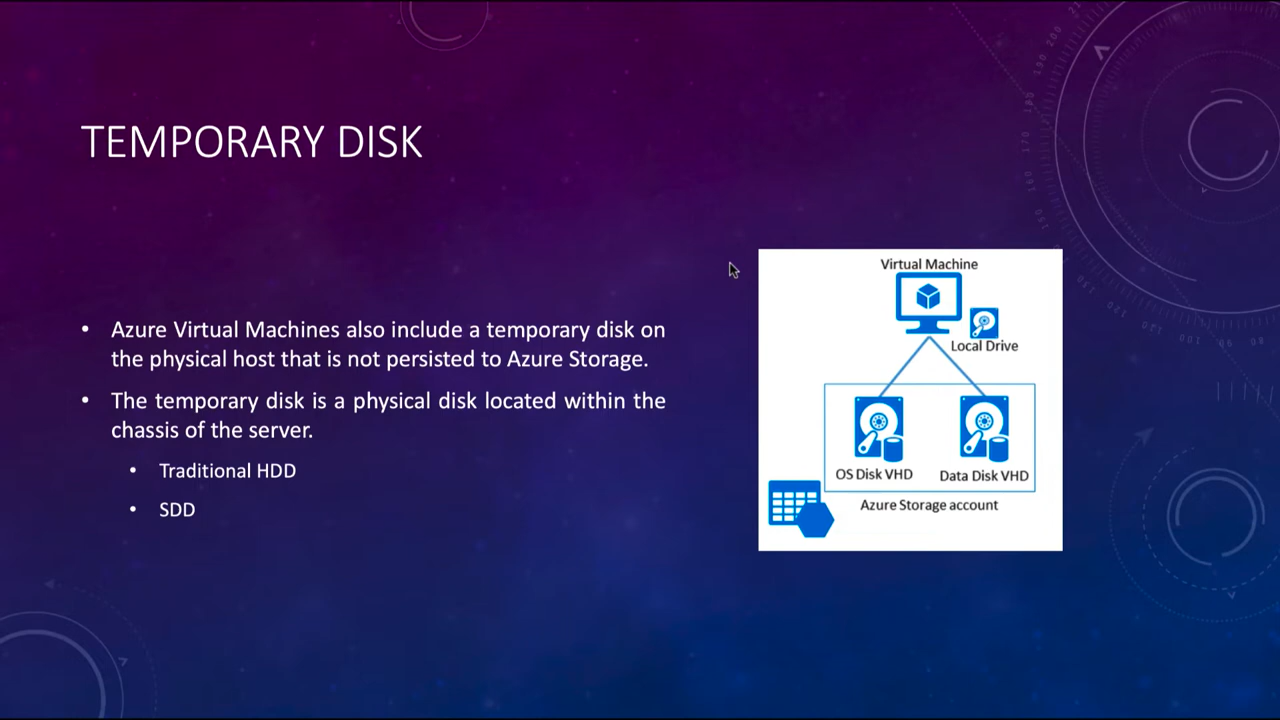 TEMPORARY DISK
• Azure Virtual Machines also include a temporary disk on
the physical host that is not persisted to Azure Storage.
• The temporary disk is a physical disk located within the
chassis of the server.
• Traditional HDD
• SDD
Virtual Machine
Local Drive
OS Disk VHD
Data Disk VHD
Azure Storage account